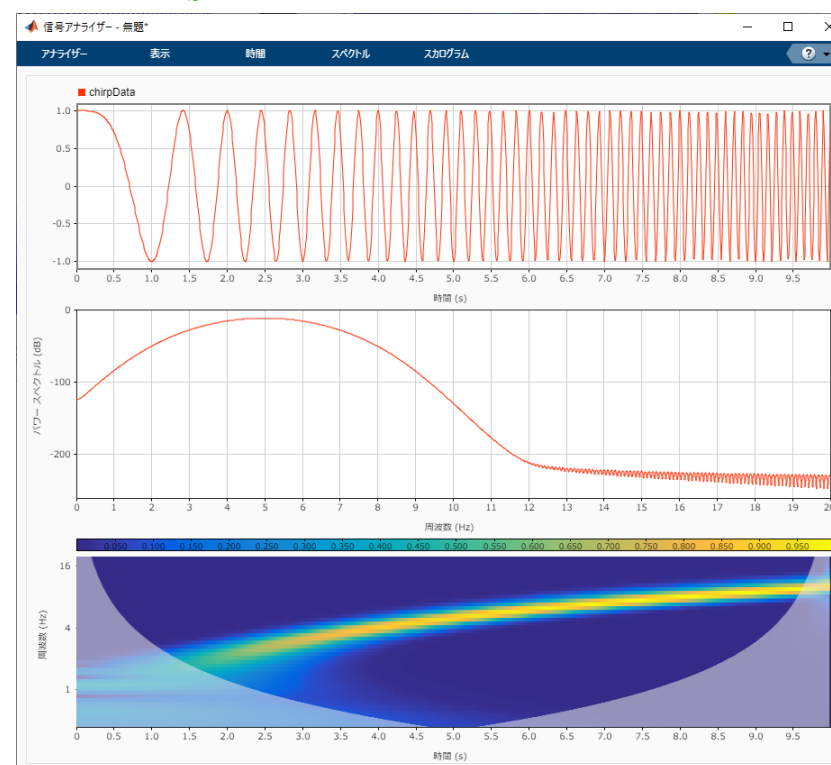 信号アナライザー - 無題*
アナライザー 表示 時間 スペクトル スカログラム ?
chirpData
1.0
0.5
0
-0.5
-1.0
0 0.5 1.0 1.5 2.0 2.5 3.0 3.5 4.0 4.5 5.0 5.5 6.0 6.5 7.0 7.5 8.0 8.5 9.0 9.5
時間 (s)
0
-100
-200
パワー スペクトル (dB)
0 1 2 3 4 5 6 7 8 9 10 11 12 13 14 15 16 17 18 19 20
周波数 (Hz)
0.050 0.100 0.150 0.200 0.250 0.300 0.350 0.400 0.450 0.500 0.550 0.600 0.650 0.700 0.750 0.800 0.850 0.900 0.950
16
4
1
周波数 (Hz)
0 0.5 1.0 1.5 2.0 2.5 3.0 3.5 4.0 4.5 5.0 5.5 6.0 6.5 7.0 7.5 8.0 8.5 9.0 9.5
時間 (s)